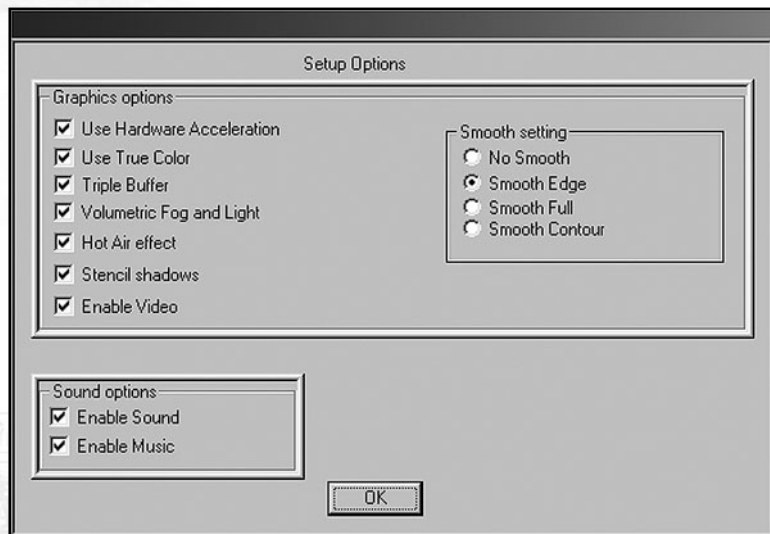 Setup Options
Graphics options
Use Hardware Acceleration
Use True Color
Triple Buffer
Volumetric Fog and Light
Hot Air effect
Stencil shadows
Enable Video
Smooth setting
No Smooth
Smooth Edge
Smooth Full
Smooth Contour
Sound options
Enable Sound
Enable Music
OK